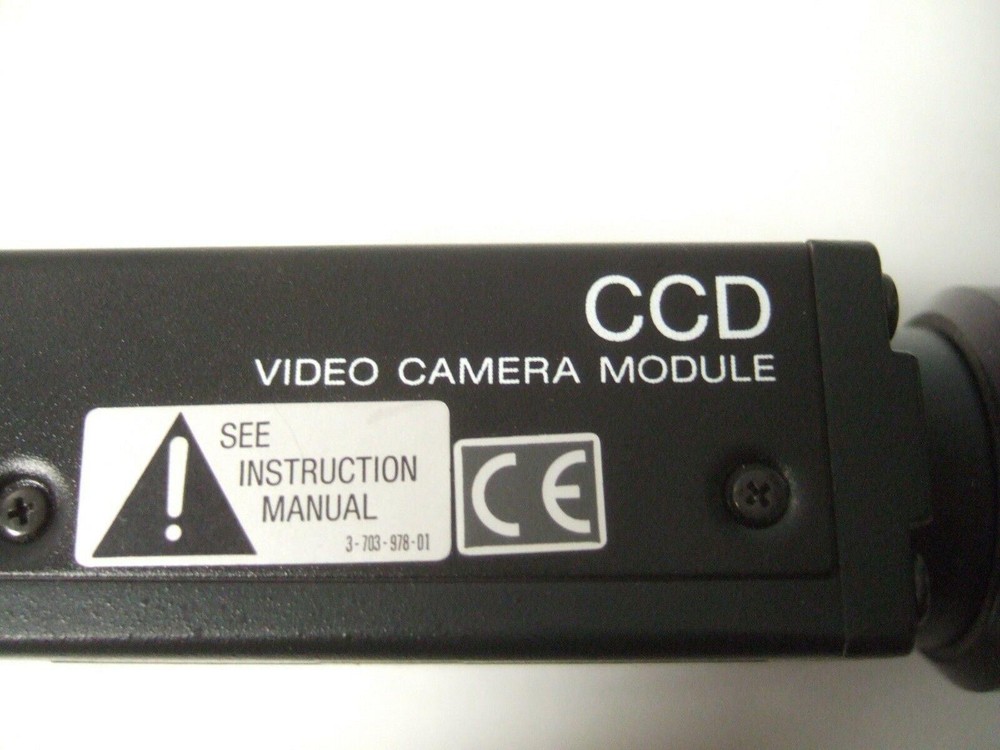 CCD
VIDEO CAMERA MODULE
SEE
INSTRUCTION
MANUAL
3-703-978-01
CE